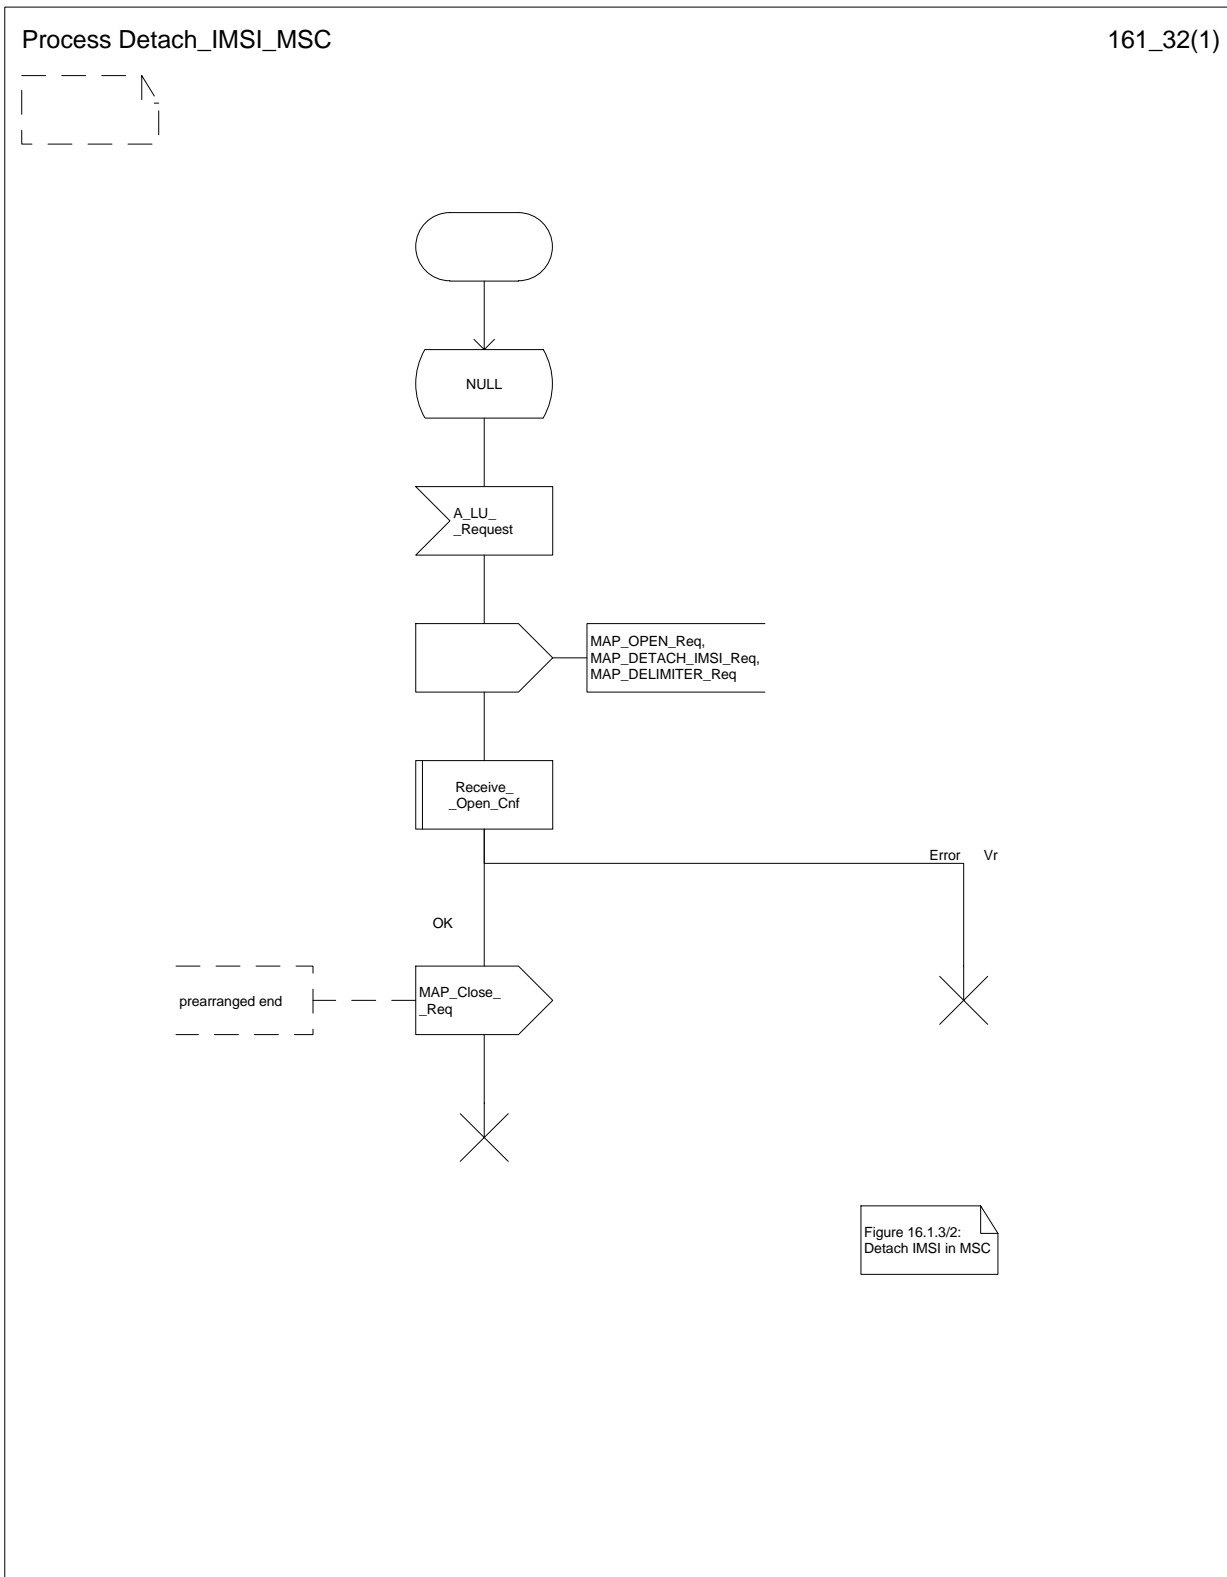 Process Detach_IMSI_MSC
161_32(1)
NULL
A_LU_
_Request
MAP_OPEN_Req,
MAP_DETACH_IMSI_Req,
MAP_DELIMITER_Req
Receive_
_Open_Cnf
Error Vr
OK
prearranged end
MAP_Close_
_Req
Figure 16.1.3/2:
Detach IMSI in MSC